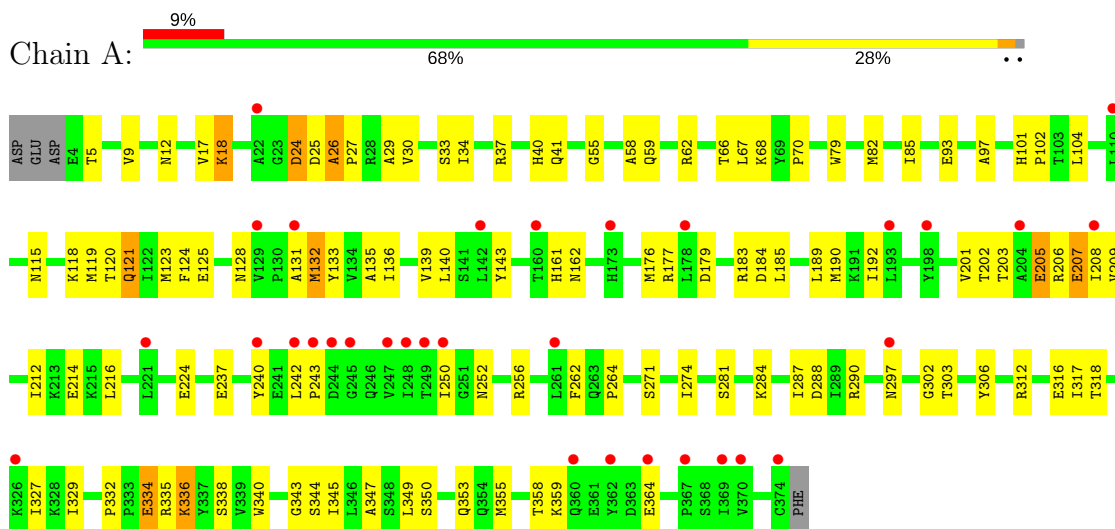 9%
Chain A:
68% 28% • •
ASP GLU ASP E4 T5 V9 N12 V17 K18 A22 G23 D24 D25 A26 P27 R28 A29 V30 S33 I34 R37 H40 Q41 G55 A58 Q59 R62 T66 L67 K68 Y69 P70 W79 M82 I85 E93 A97 H101 P102 T103 L104 L110
N115 K118 M119 T120 Q121 I122 M123 F124 E125 N128 V129 P130 A131 M132 Y133 V134 A135 I136 V139 L140 S141 L142 Y143 T160 H161 N162 H173 M176 R177 L178 D179 R183 D184 L185 L189 M190 K191 I192 L193 Y198 V201 T202 T203 A204 E205 R206 E207 I208 V209
I212 K213 E214 K215 L216 L221 E224 E237 Y240 E241 L242 P243 D244 G245 Q246 V247 I248 T249 I250 G251 N252 R256 L261 F262 Q263 P264 S271 I274 S281 K284 I287 D288 I289 R290 N297 G302 T303 Y306 R312 E316 I317 T318
K326 I327 K328 I329 P332 P333 E334 R335 K336 Y337 S338 V339 W340 G343 S344 I345 L346 A347 S348 L349 S350 Q353 Q354 M355 T358 K359 Q360 E361 Y362 D363 E364 P367 S368 I369 V370 C374 PHE